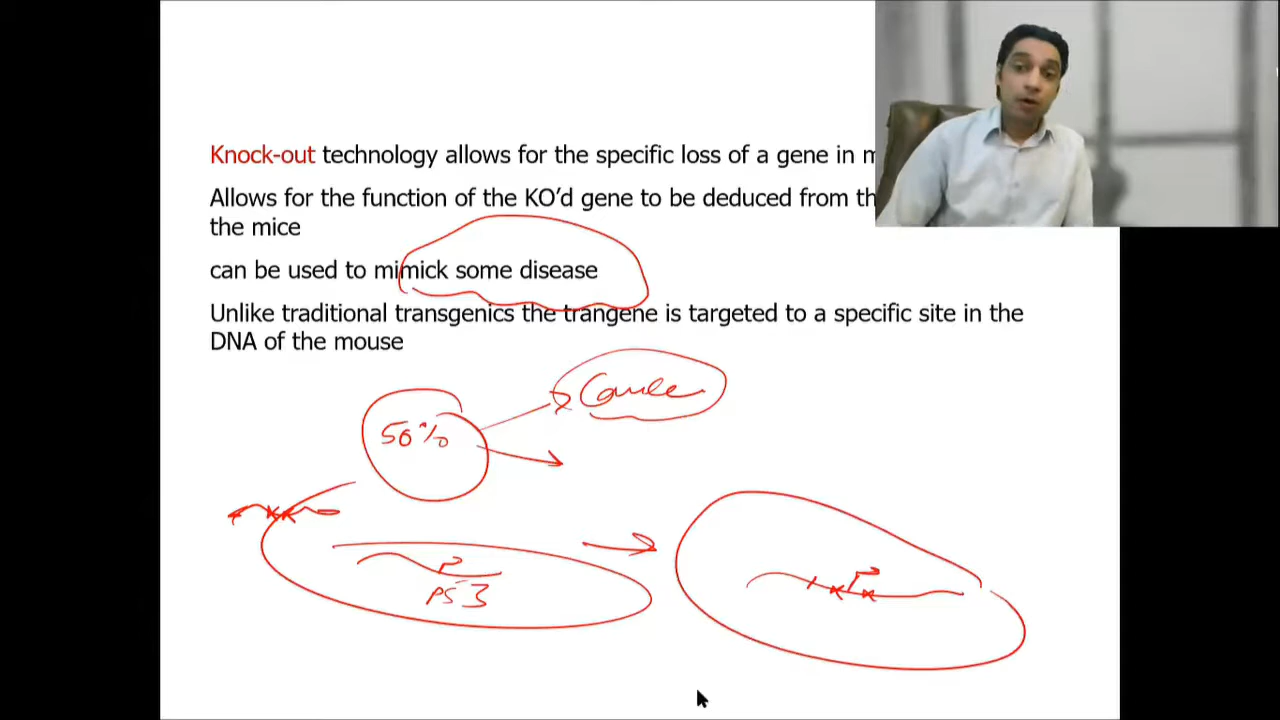 Knock-out technology allows for the specific loss of a gene in
Allows for the function of the KO’d gene to be deduced from
the mice
can be used to mimick some disease
Unlike traditional transgenics the trangene is targeted to a specific site in the
DNA of the mouse
50%
P
P
P53